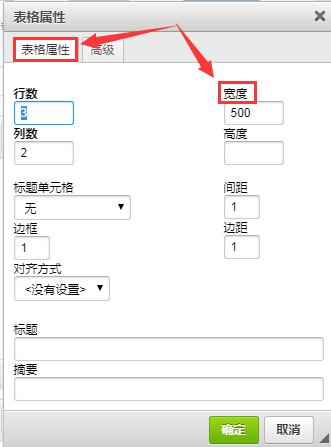 表格属性
表格属性 高级
行数 宽度
3 500
列数 高度
2
标题单元格 间距
无 1
边框 边距
1 1
对齐方式
<没有设置>
标题
摘要
确定 取消